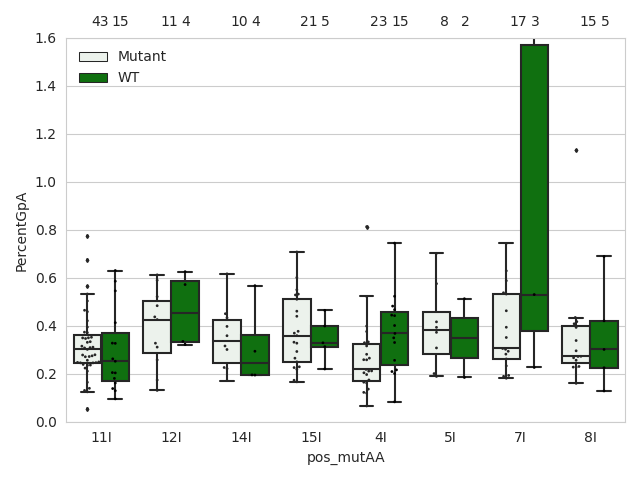 43 15 11 4 10 4 21 5 23 15 8 2 17 3 15 5
Mutant
WT
PercentGpA
1.6
1.4
1.2
1.0
0.8
0.6
0.4
0.2
0.0
11I 12I 14I 15I 4I 5I 7I 8I
pos_mutAA